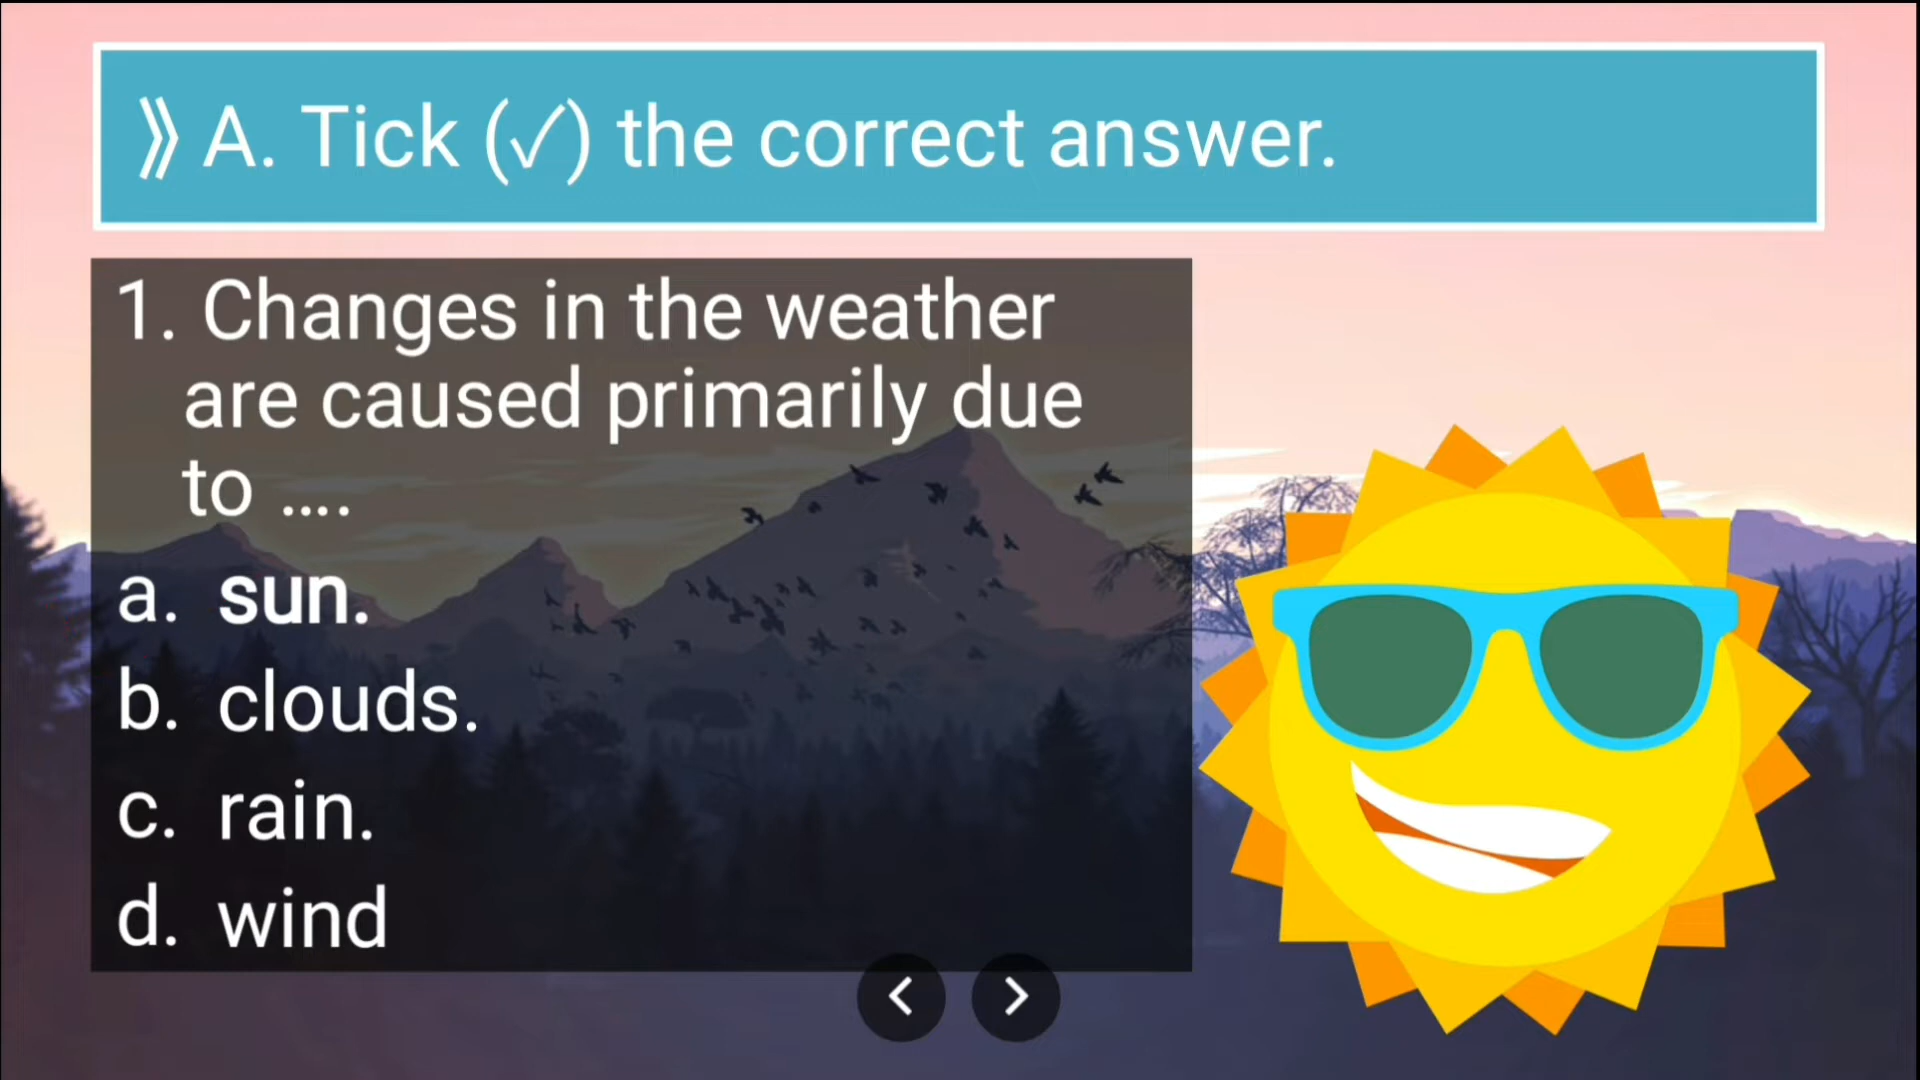 ⟫ A. Tick (✓) the correct answer.
1. Changes in the weather
are caused primarily due
to ....
a. sun.
b. clouds.
c. rain.
d. wind